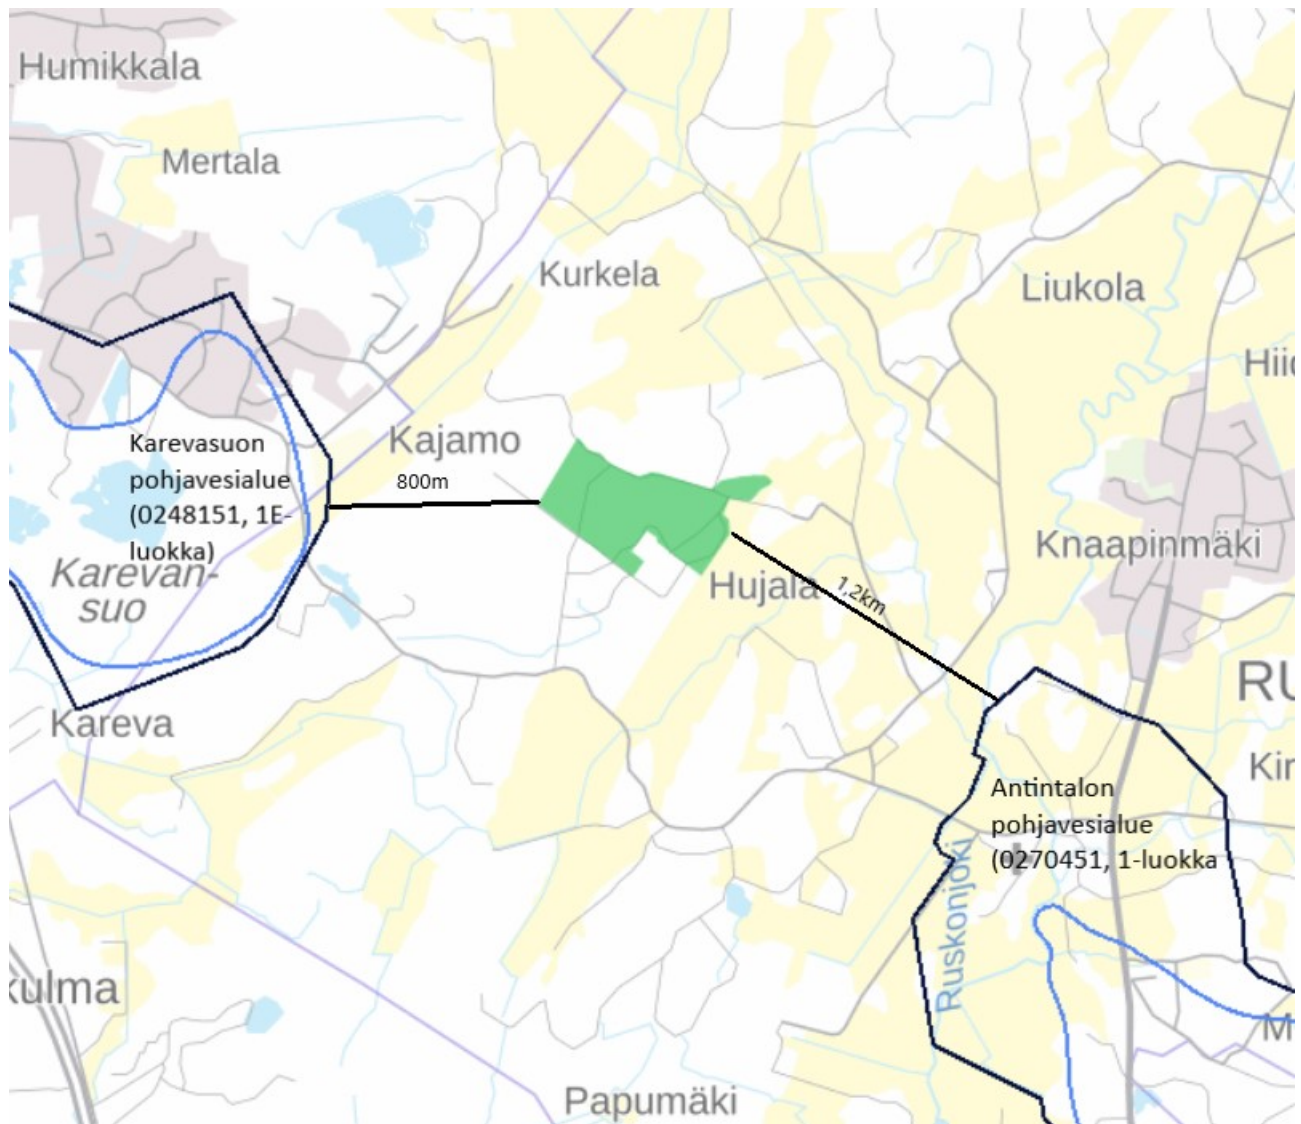 Humikkala
Mertala
Kurkela
Liukola
Hiid
Karevasuon
pohjavesialue
(0248151, 1E-
luokka)
Kajamo
800m
Karevan-
suo
Hujala
1,2km
Knaapinmäki
RU
Kareva
Kir
Antintalon
pohjavesialue
(0270451, 1-luokka
Ruskonjoki
kulma
M
Papumäki